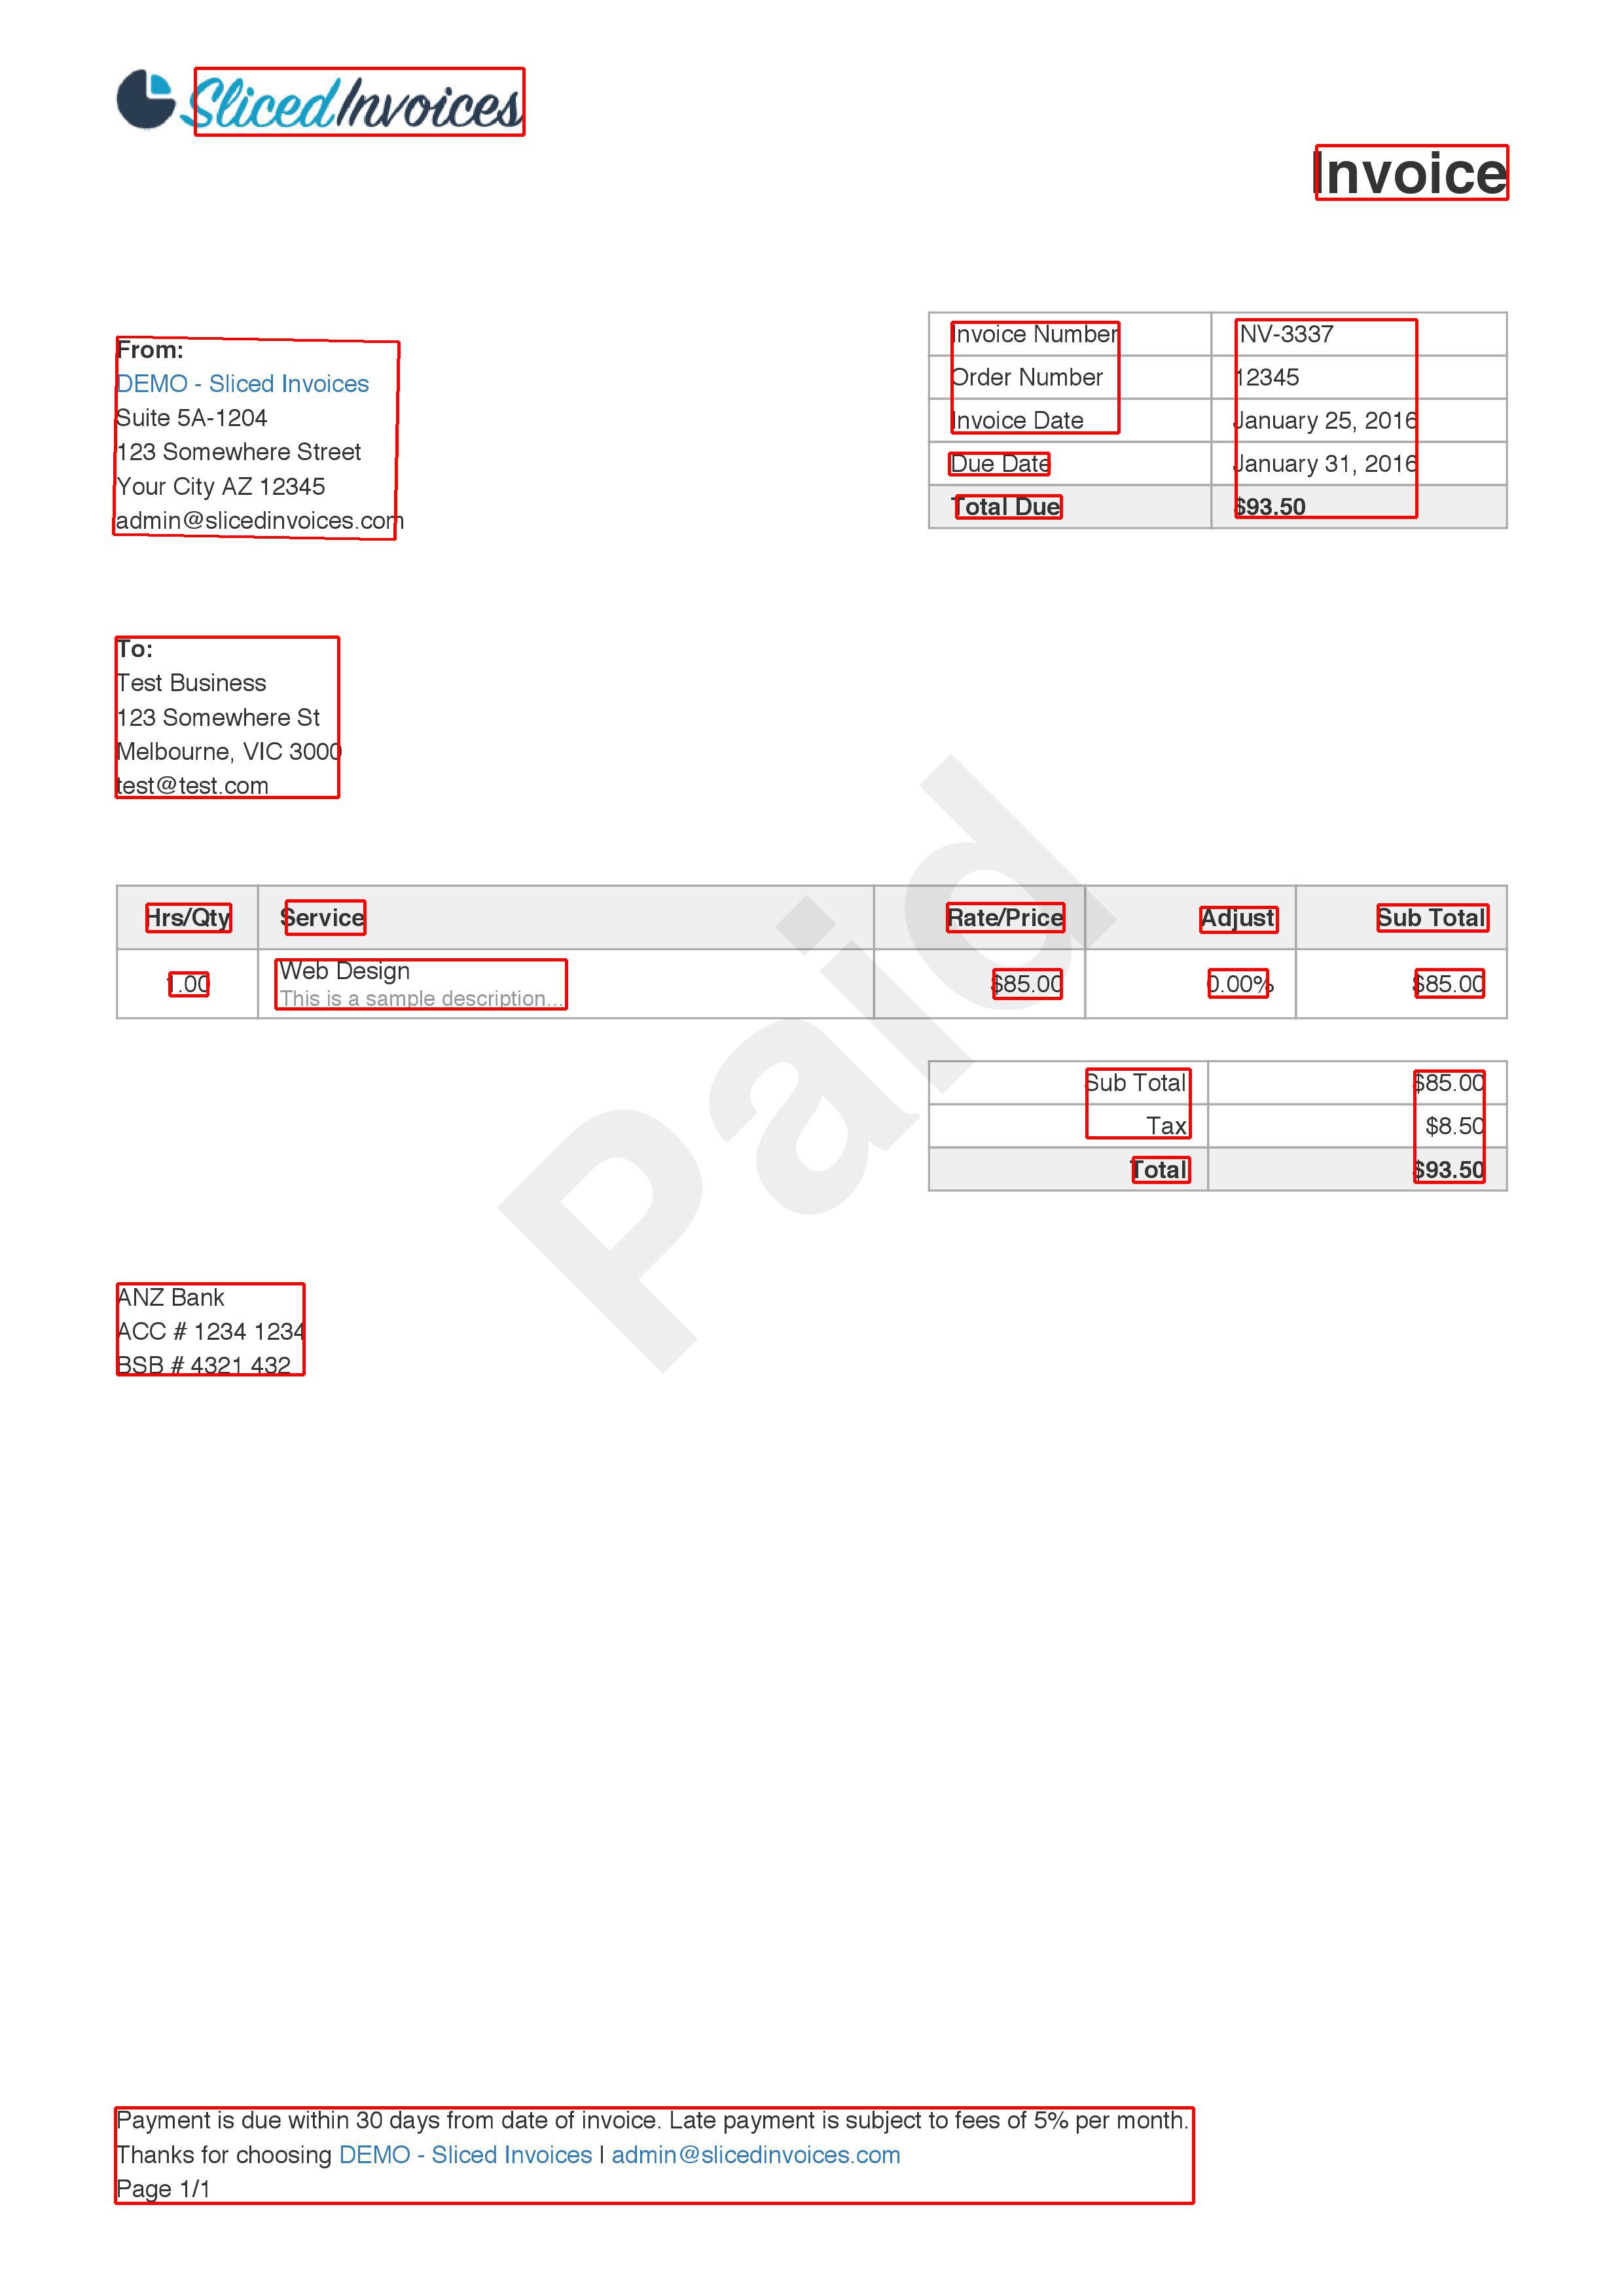 SlicedInvoices
Invoice
From:
DEMO - Sliced Invoices
Suite 5A-1204
123 Somewhere Street
Your City AZ 12345
admin@slicedinvoices.com
Invoice Number NV-3337
Order Number 12345
Invoice Date January 25, 2016
Due Date January 31, 2016
Total Due $93.50
To:
Test Business
123 Somewhere St
Melbourne, VIC 3000
test@test.com
Hrs/Qty Service Rate/Price Adjust Sub Total
1.00 Web Design $85.00 0.00% $85.00
This is a sample description...
Sub Total $85.00
Tax $8.50
Total $93.50
Paid
ANZ Bank
ACC # 1234 1234
BSB # 4321 432
Payment is due within 30 days from date of invoice. Late payment is subject to fees of 5% per month.
Thanks for choosing DEMO - Sliced Invoices | admin@slicedinvoices.com
Page 1/1